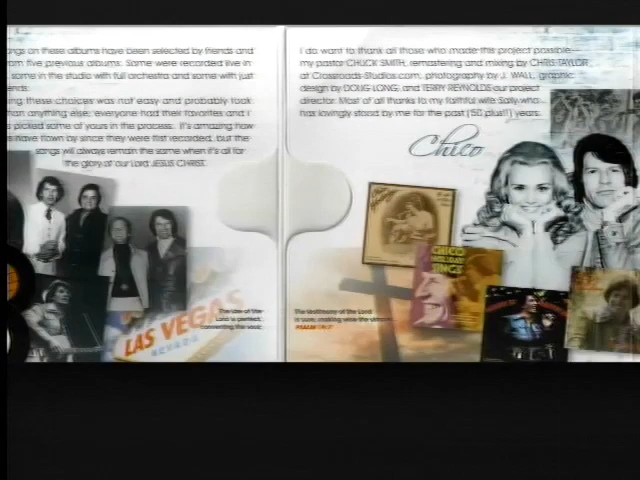 ngs on these albums have been selected by friends and
om five previous albums. Some were recorded live in
, some in the studio with full orchestra and some with just
ends.
ing these choices was not easy and probably took
than anything else; everyone had their favorites and I
s picked some of yours in the process. It's amazing how
s have flown by since they were first recorded, but the
songs will always remain the same when it's all for
the glory of our Lord JESUS CHRIST.
The law of the
Lord is perfect,
converting the soul;
LAS VEGAS
NEVADA
I do want to thank all those who made this project possible—
my pastor CHUCK SMITH, remastering and mixing by CHRIS TAYLOR
at Crossroads-Studios.com, photography by J. WALL, graphic
design by DOUG LONG, and TERRY REYNOLDS our project
director. Most of all thanks to my faithful wife Sally who
has lovingly stood by me for the past (50 plus!!) years.
Chico
CHICO
HOLIDAY
SINGS
The testimony of the Lord
is sure, making wise the simple.
PSALM